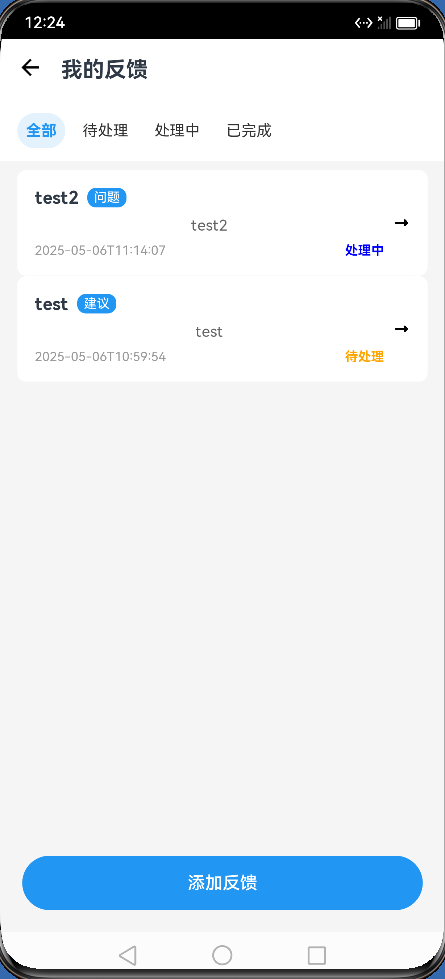 12:24
我的反馈
全部 待处理 处理中 已完成
test2 问题
test2
2025-05-06T11:14:07 处理中
test 建议
test
2025-05-06T10:59:54 待处理
添加反馈